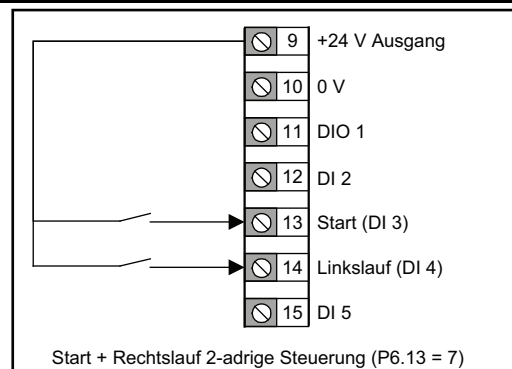 9 +24 V Ausgang
10 0 V
11 DIO 1
12 DI 2
13 Start (DI 3)
14 Linkslauf (DI 4)
15 DI 5
Start + Rechtslauf 2-adrige Steuerung (P6.13 = 7)